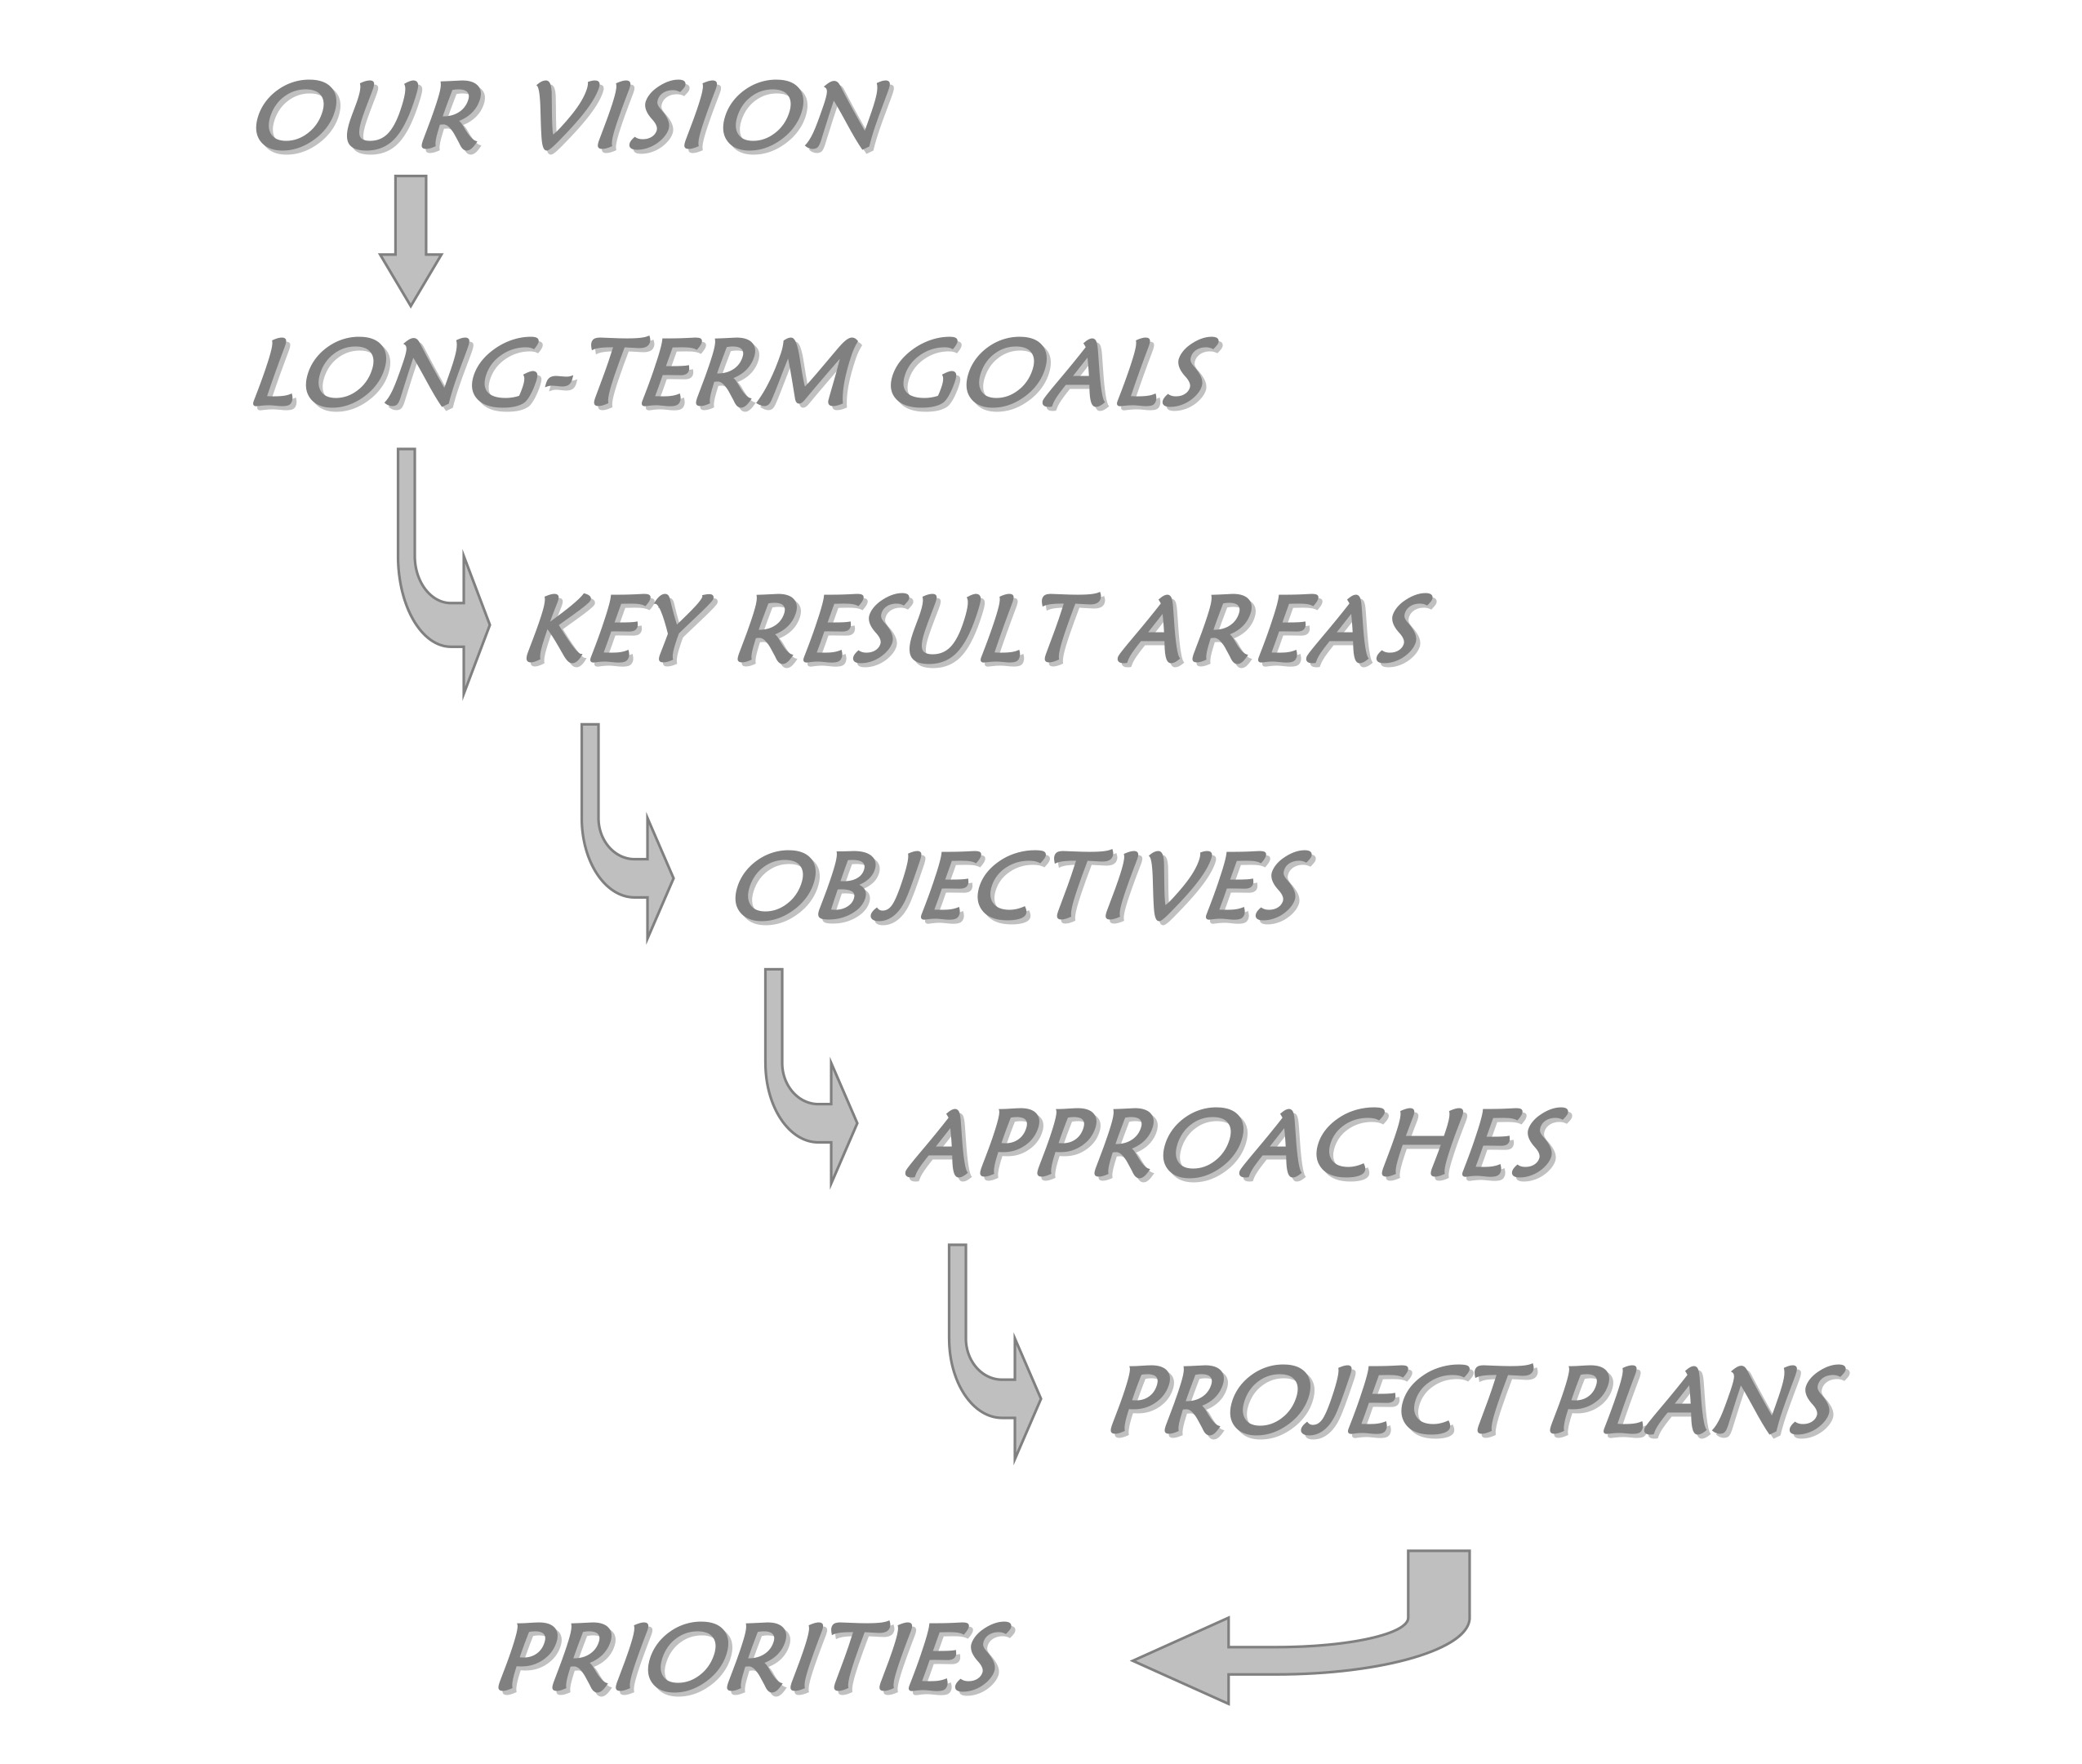 OUR VISION
LONG-TERM GOALS
KEY RESULT AREAS
OBJECTIVES
APPROACHES
PROJECT PLANS
PRIORITIES